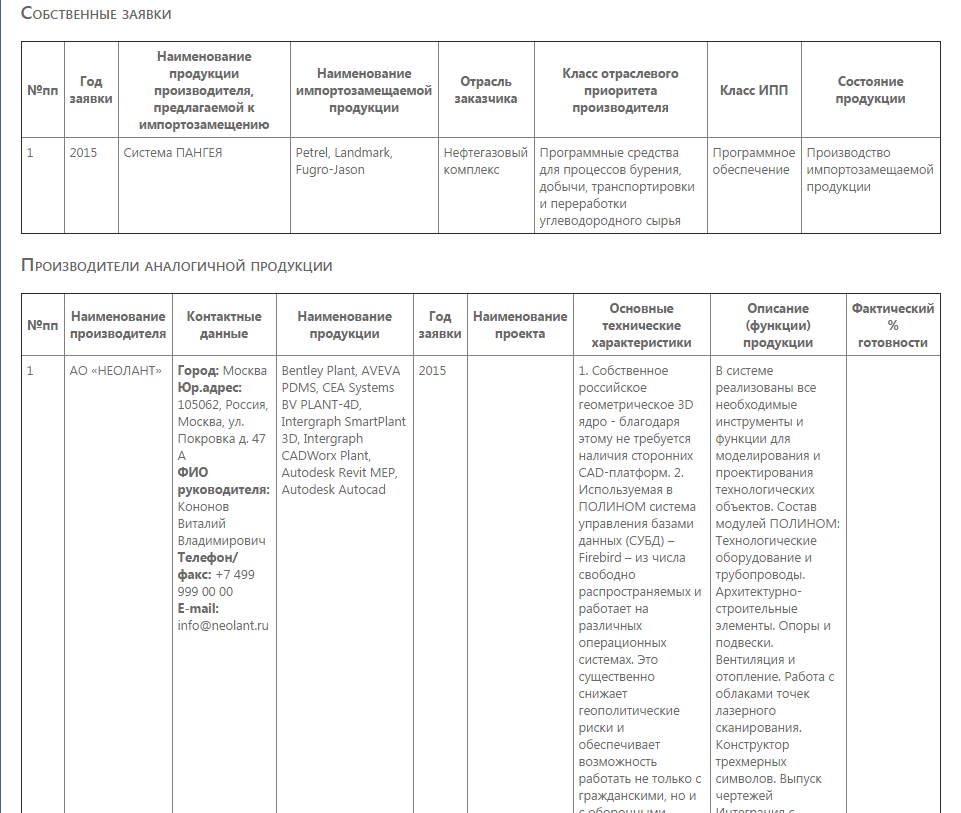 Собственные заявки
№пп
Год
заявки
Наименование
продукции
производителя,
предлагаемой к
импортозамещению
Наименование
импортозамещаемой
продукции
Отрасль
заказчика
Класс отраслевого
приоритета
производителя
Класс ИПП
Состояние
продукции
1
2015
Система ПАНГЕЯ
Petrel, Landmark,
Fugro-Jason
Нефтегазовый
комплекс
Программные средства
для процессов бурения,
добычи, транспортировки
и переработки
углеводородного сырья
Программное
обеспечение
Производство
импортозамещаемой
продукции
Производители аналогичной продукции
№пп
Наименование
производителя
Контактные
данные
Наименование
продукции
Год
заявки
Наименование
проекта
Основные
технические
характеристики
Описание
(функции)
продукции
Фактический
%
готовности
1
АО «НЕОЛАНТ»
Город: Москва
Юр.адрес:
105062, Россия,
Москва, ул.
Покровка д. 47
А
ФИО
руководителя:
Кононов
Виталий
Владимирович
Телефон/
факс: +7 499
999 00 00
E-mail:
info@neolant.ru
Bentley Plant, AVEVA
PDMS, CEA Systems
BV PLANT-4D,
Intergraph SmartPlant
3D, Intergraph
CADWorx Plant,
Autodesk Revit MEP,
Autodesk Autocad
2015
1. Собственное
российское
геометрическое 3D
ядро - благодаря
этому не требуется
наличия сторонних
CAD-платформ. 2.
Используемая в
ПОЛИНОМ система
управления базами
данных (СУБД) –
Firebird – из числа
свободно
распространяемых и
работает на
различных
операционных
системах. Это
существенно
снижает
геополитические
риски и
обеспечивает
возможность
работать не только с
гражданскими, но и
с оборонными
В системе
реализованы все
необходимые
инструменты и
функции для
моделирования и
проектирования
технологических
объектов. Состав
модулей ПОЛИНОМ:
Технологические
оборудование и
трубопроводы.
Архитектурно-
строительные
элементы. Опоры и
подвески.
Вентиляция и
отопление. Работа с
облаками точек
лазерного
сканирования.
Конструктор
трехмерных
символов. Выпуск
чертежей
Интеграция с